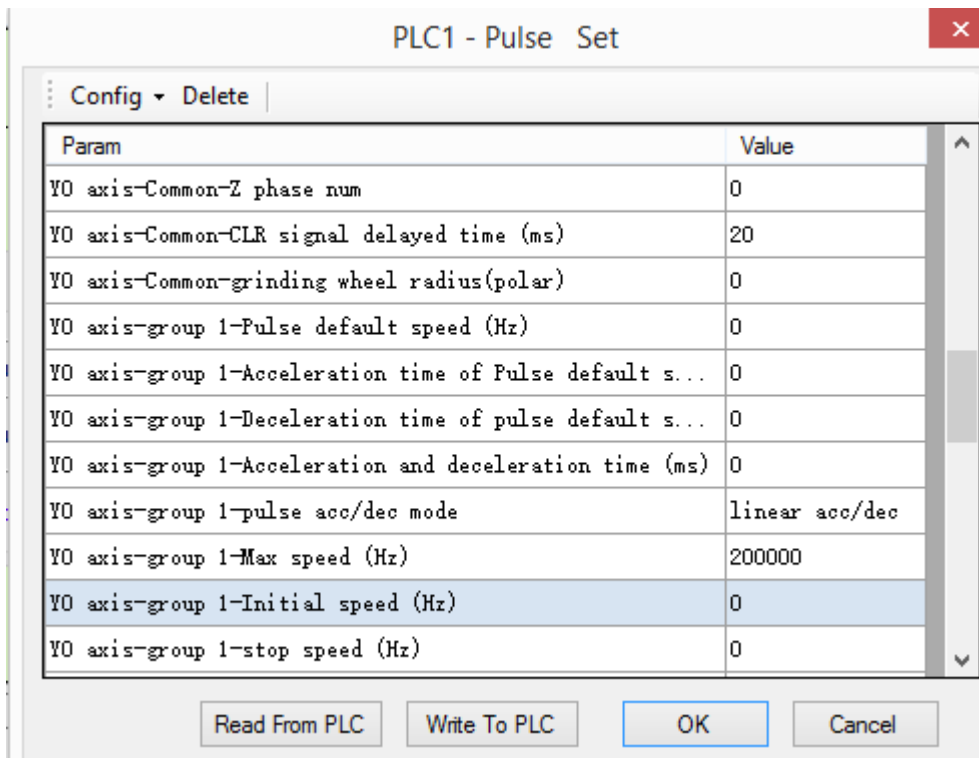 PLC1 - Pulse Set
Config Delete
Param Value
Y0 axis-Common-Z phase num 0
Y0 axis-Common-CLR signal delayed time (ms) 20
Y0 axis-Common-grinding wheel radius(polar) 0
Y0 axis-group 1-Pulse default speed (Hz) 0
Y0 axis-group 1-Acceleration time of Pulse default s... 0
Y0 axis-group 1-Deceleration time of pulse default s... 0
Y0 axis-group 1-Acceleration and deceleration time (ms) 0
Y0 axis-group 1-pulse acc/dec mode linear acc/dec
Y0 axis-group 1-Max speed (Hz) 200000
Y0 axis-group 1-Initial speed (Hz) 0
Y0 axis-group 1-stop speed (Hz) 0
Read From PLC Write To PLC OK Cancel